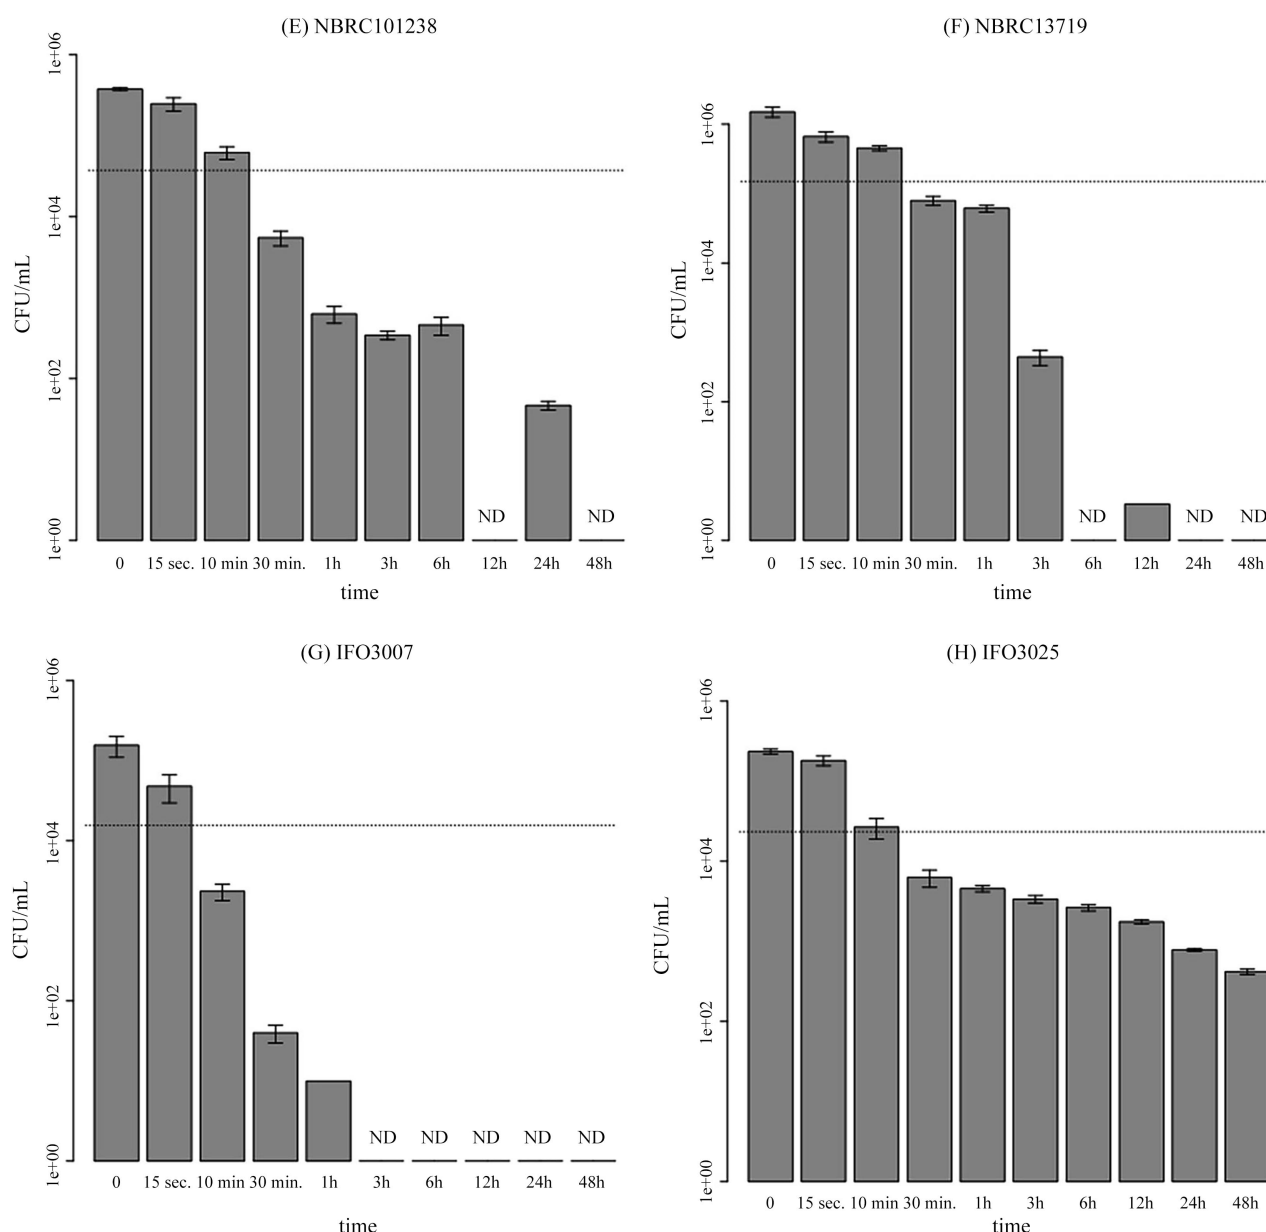 (E) NBRC101238
CFU/mL
1e+06
1e+04
1e+02
1e+00
ND
ND
0 15 sec. 10 min 30 min. 1h 3h 6h 12h 24h 48h
time
(F) NBRC13719
CFU/mL
1e+06
1e+04
1e+02
1e+00
ND
ND
ND
0 15 sec. 10 min 30 min. 1h 3h 6h 12h 24h 48h
time
(G) IFO3007
CFU/mL
1e+06
1e+04
1e+02
1e+00
ND ND ND ND ND
0 15 sec. 10 min 30 min. 1h 3h 6h 12h 24h 48h
time
(H) IFO3025
CFU/mL
1e+06
1e+04
1e+02
1e+00
0 15 sec. 10 min 30 min. 1h 3h 6h 12h 24h 48h
time